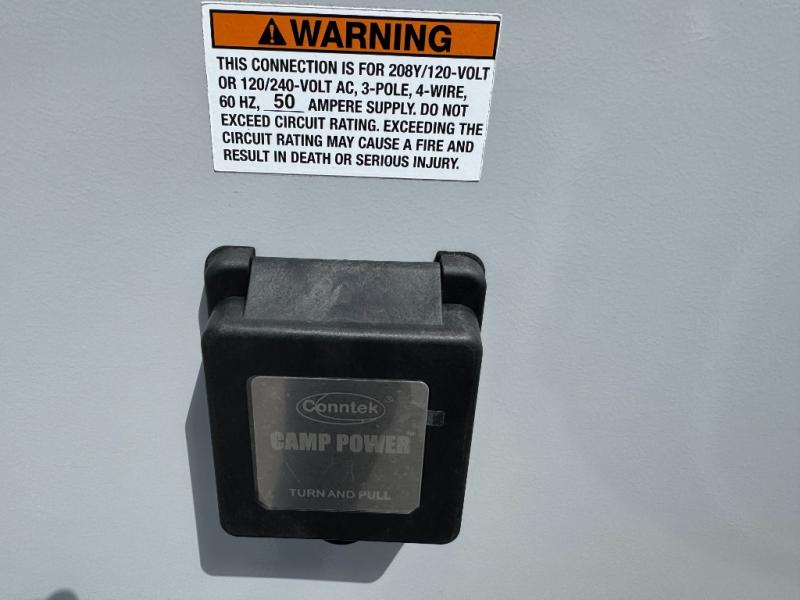 WARNING
THIS CONNECTION IS FOR 208Y/120-VOLT
OR 120/240-VOLT AC, 3-POLE, 4-WIRE,
60 HZ, 50 AMPERE SUPPLY. DO NOT
EXCEED CIRCUIT RATING. EXCEEDING THE
CIRCUIT RATING MAY CAUSE A FIRE AND
RESULT IN DEATH OR SERIOUS INJURY.
Conntek®
CAMP POWER™
TURN AND PULL